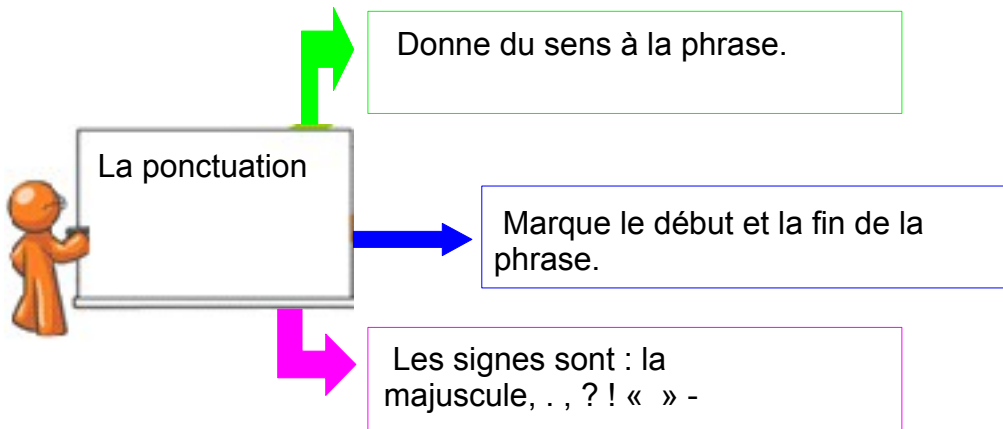 Donne du sens à la phrase.
La ponctuation
Marque le début et la fin de la
phrase.
Les signes sont : la
majuscule, . , ? ! «  » -